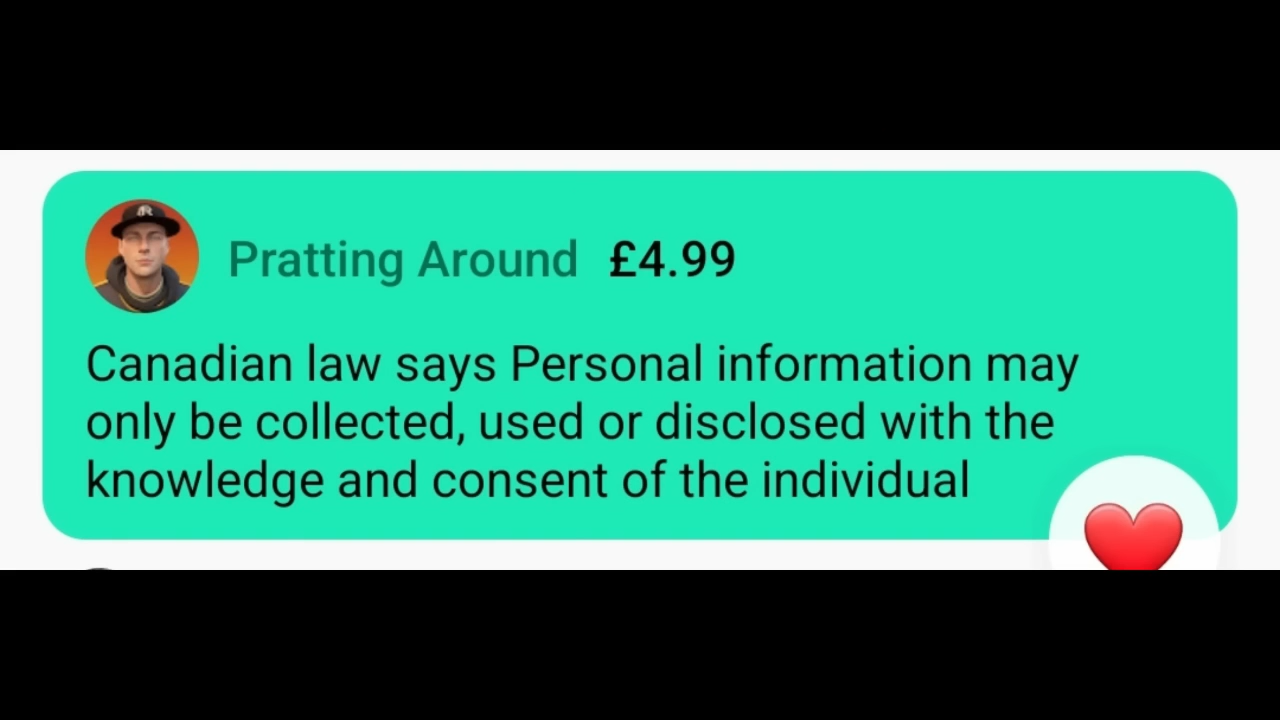 Pratting Around £4.99
Canadian law says Personal information may
only be collected, used or disclosed with the
knowledge and consent of the individual